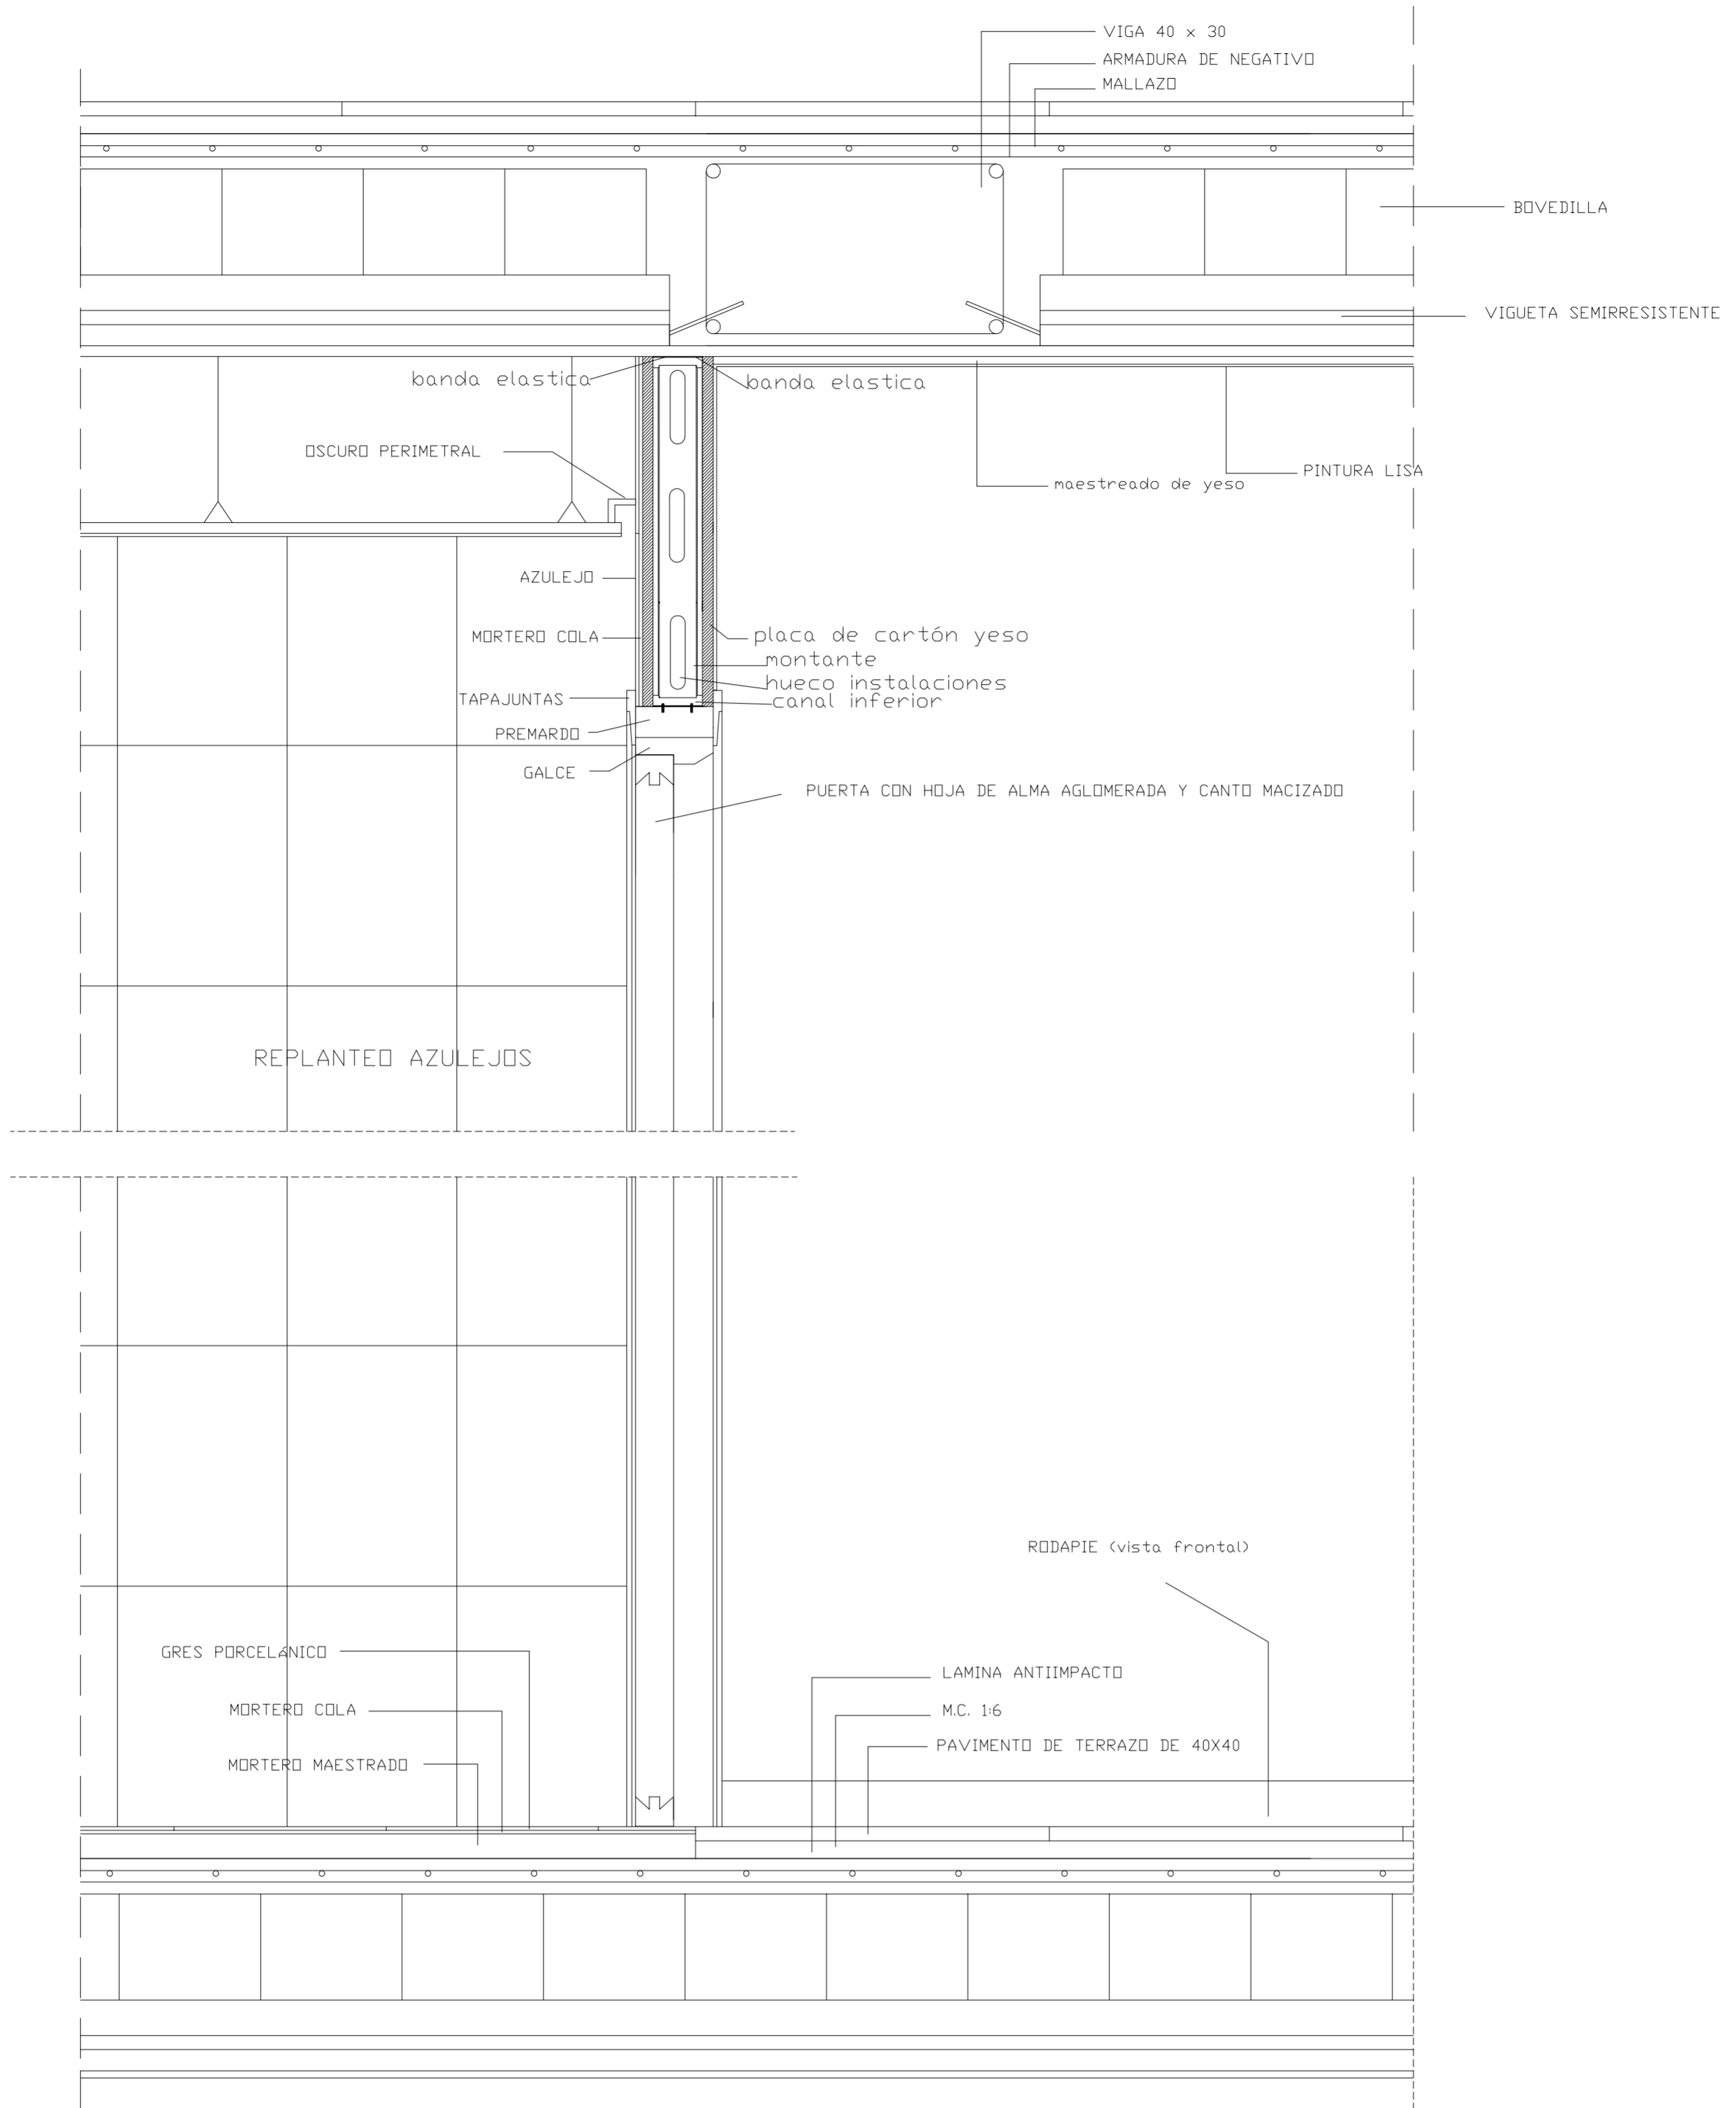 VIGA 40 x 30
ARMADURA DE NEGATIVO
MALLAZO
BOVEDILLA
VIGUETA SEMIRRESISTENTE
banda elastica
banda elastica
OSCURO PERIMETRAL
PINTURA LISA
maestreado de yeso
AZULEJO
MORTERO COLA
placa de cartón yeso
montante
hueco instalaciones
TAPAJUNTAS
canal inferior
PREMARDO
GALCE
PUERTA CON HOJA DE ALMA AGLOMERADA Y CANTO MACIZADO
REPLANTEO AZULEJOS
RODAPIE (vista frontal)
GRES PORCELÁNICO
LAMINA ANTIIMPACTO
MORTERO COLA
M.C. 1:6
PAVIMENTO DE TERRAZO DE 40X40
MORTERO MAESTRADO